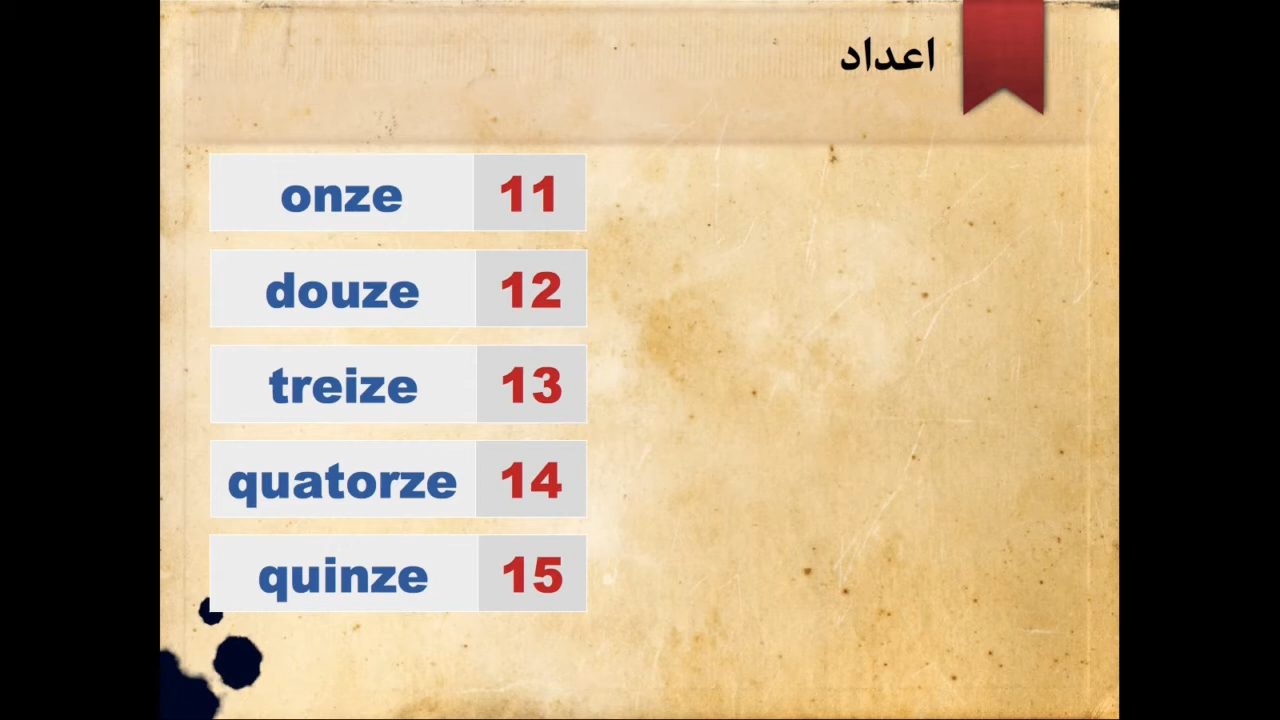 اعداد
onze 11
douze 12
treize 13
quatorze 14
quinze 15